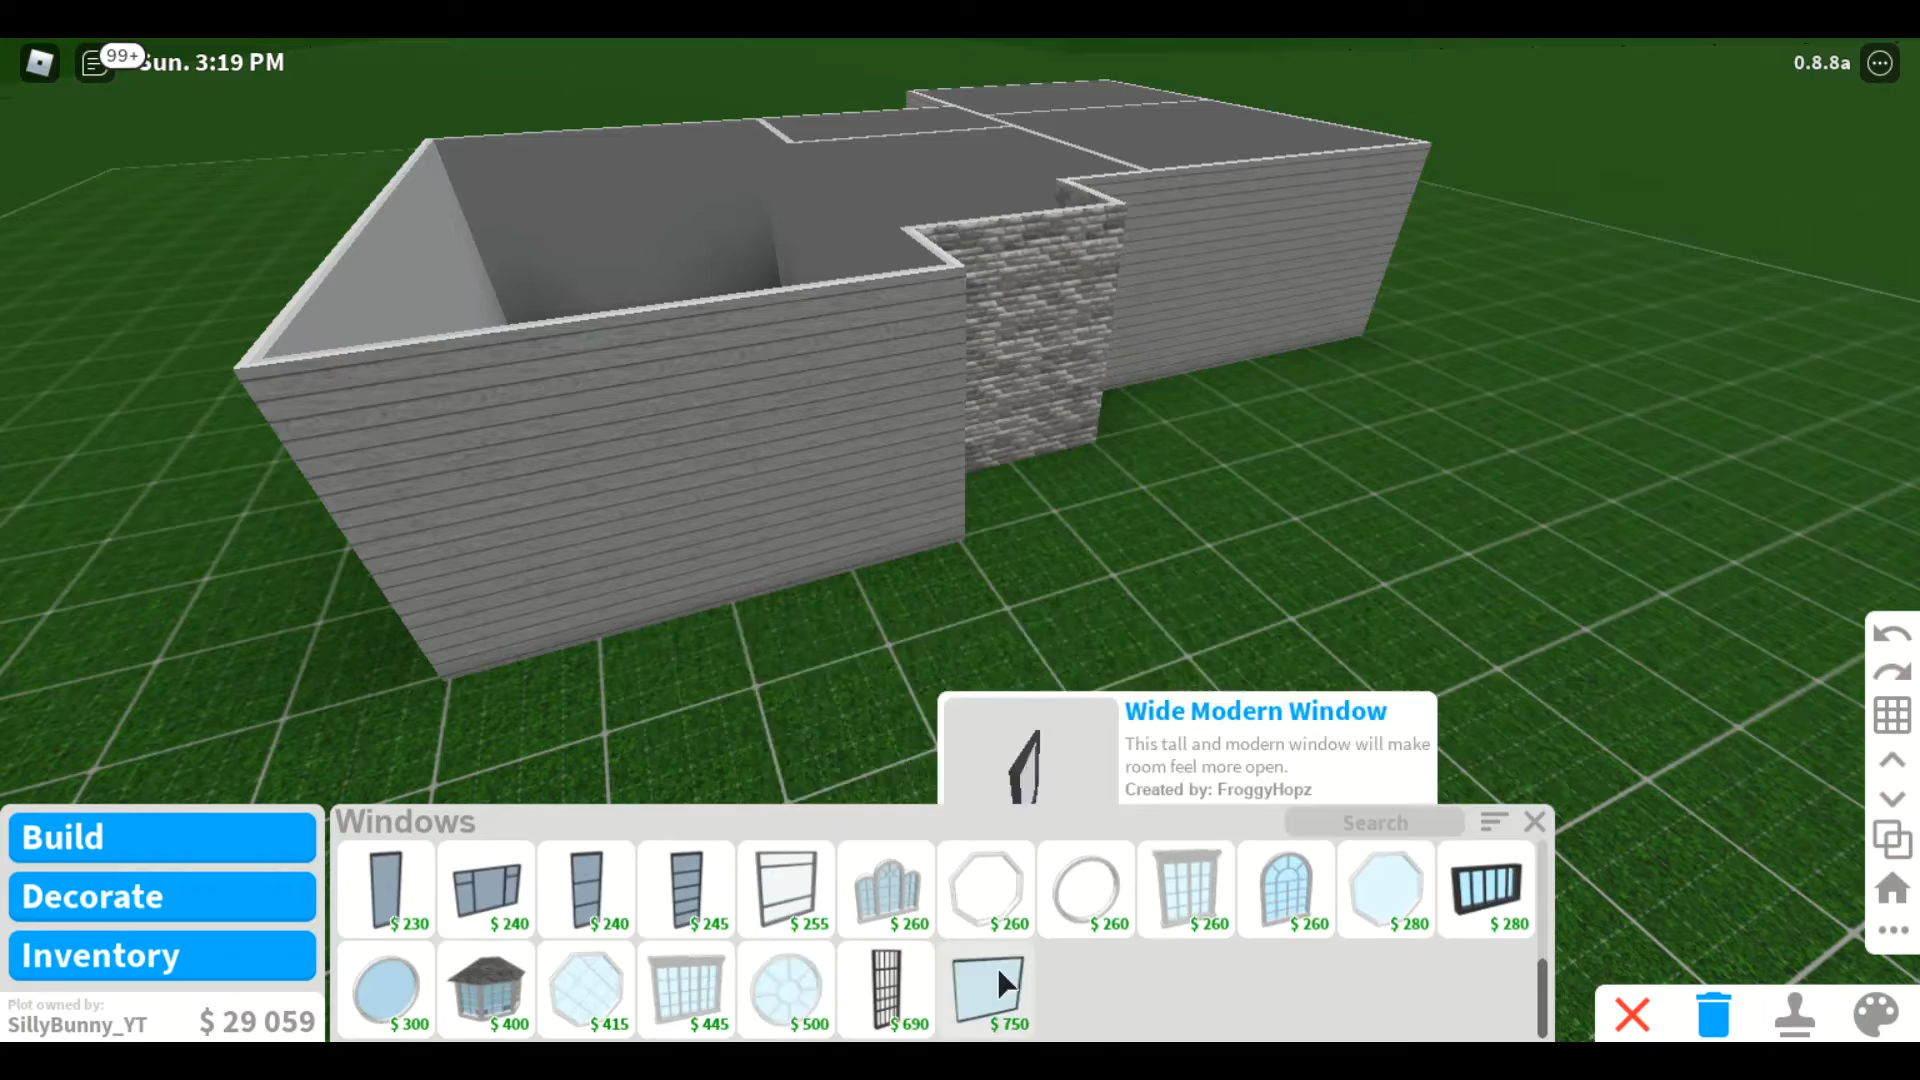 99+
Sun. 3:19 PM
0.8.8a
Wide Modern Window
This tall and modern window will make
room feel more open.
Created by: FroggyHopz
Build
Decorate
Inventory
Plot owned by:
SillyBunny_YT
$ 29 059
Windows
Search
$ 230
$ 240
$ 240
$ 245
$ 255
$ 260
$ 260
$ 260
$ 260
$ 260
$ 280
$ 280
$ 300
$ 400
$ 415
$ 445
$ 500
$ 690
$ 750